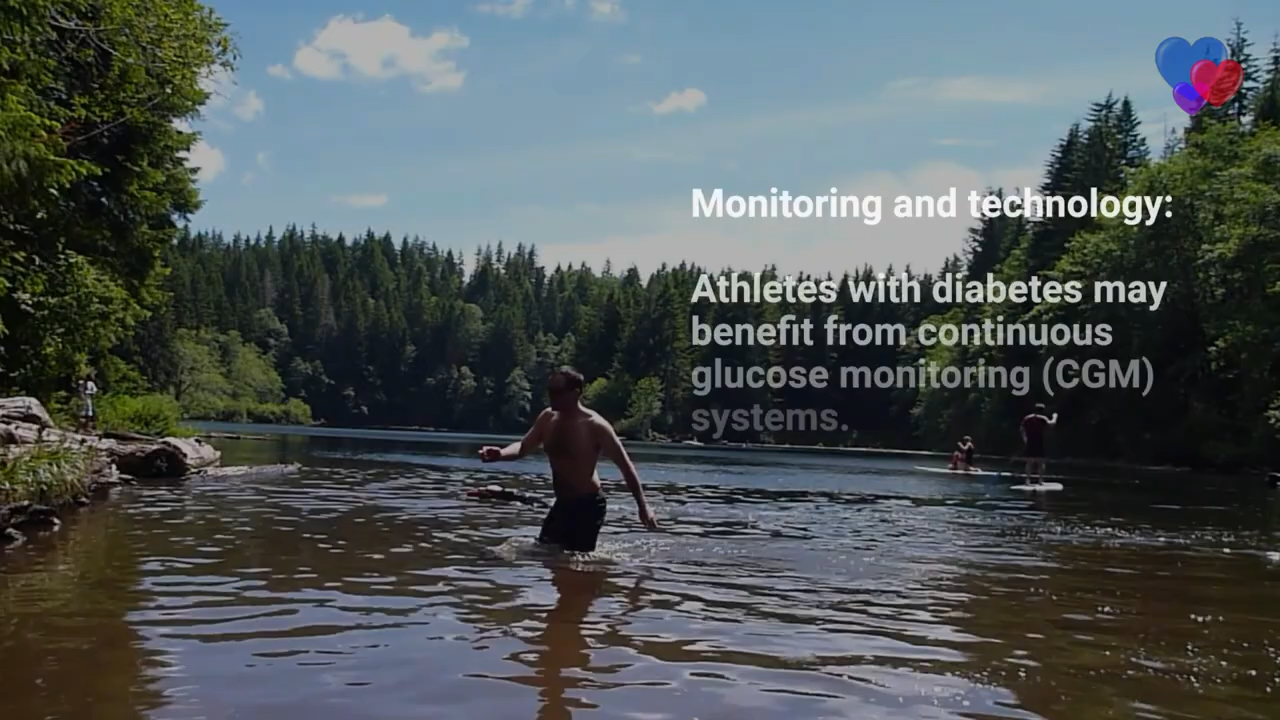 Monitoring and technology:
Athletes with diabetes may
benefit from continuous
glucose monitoring (CGM)
systems.